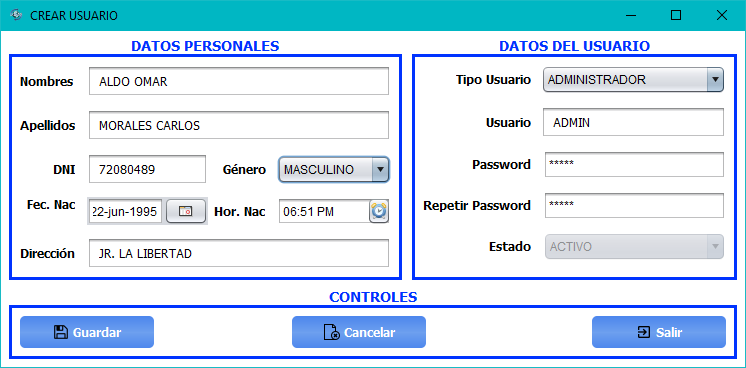 CREAR USUARIO
DATOS PERSONALES
Nombres ALDO OMAR
Apellidos MORALES CARLOS
DNI 72080489 Género MASCULINO
Fec. Nac 22-jun-1995 Hor. Nac 06:51 PM
Dirección JR. LA LIBERTAD
DATOS DEL USUARIO
Tipo Usuario ADMINISTRADOR
Usuario ADMIN
Password *****
Repetir Password *****
Estado ACTIVO
CONTROLES
Guardar Cancelar Salir